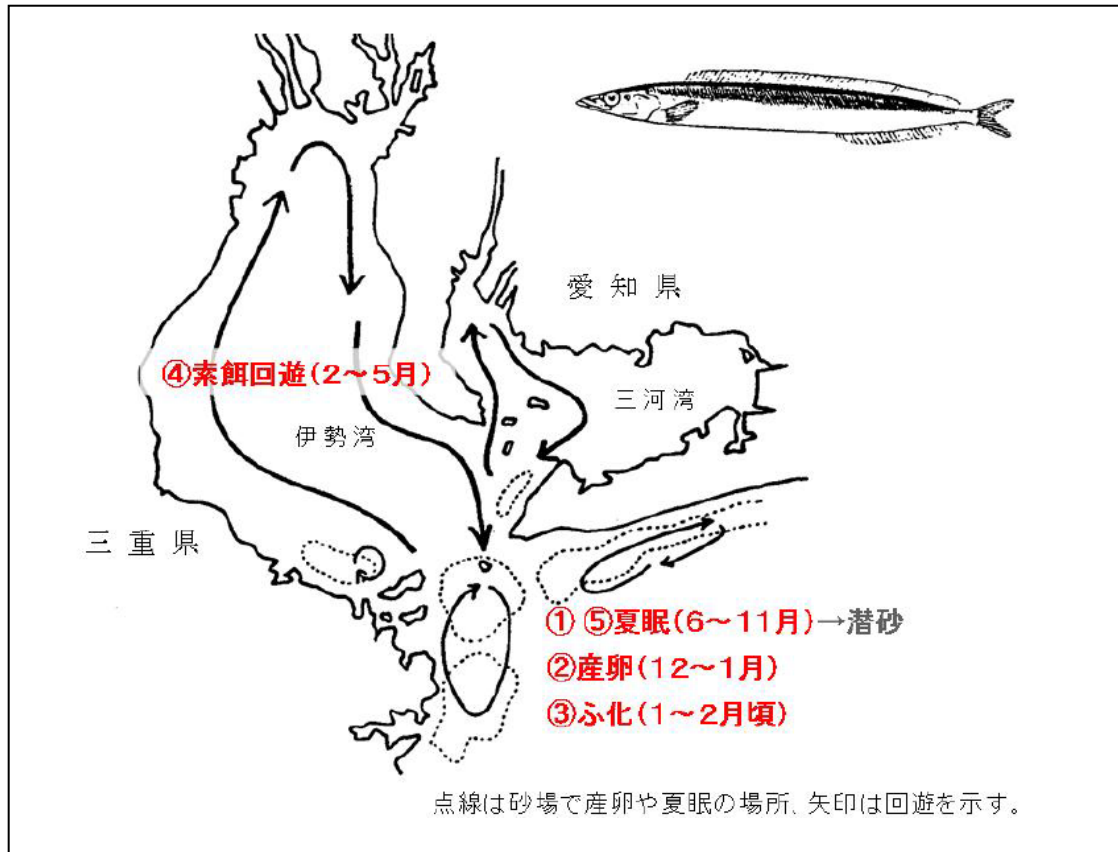 愛知県
④素餌回遊(2～5月)
三河湾
伊勢湾
三重県
①⑤夏眠(6～11月)→潜砂
②産卵(12～1月)
③ふ化(1～2月頃)
点線は砂場で産卵や夏眠の場所、矢印は回遊を示す。